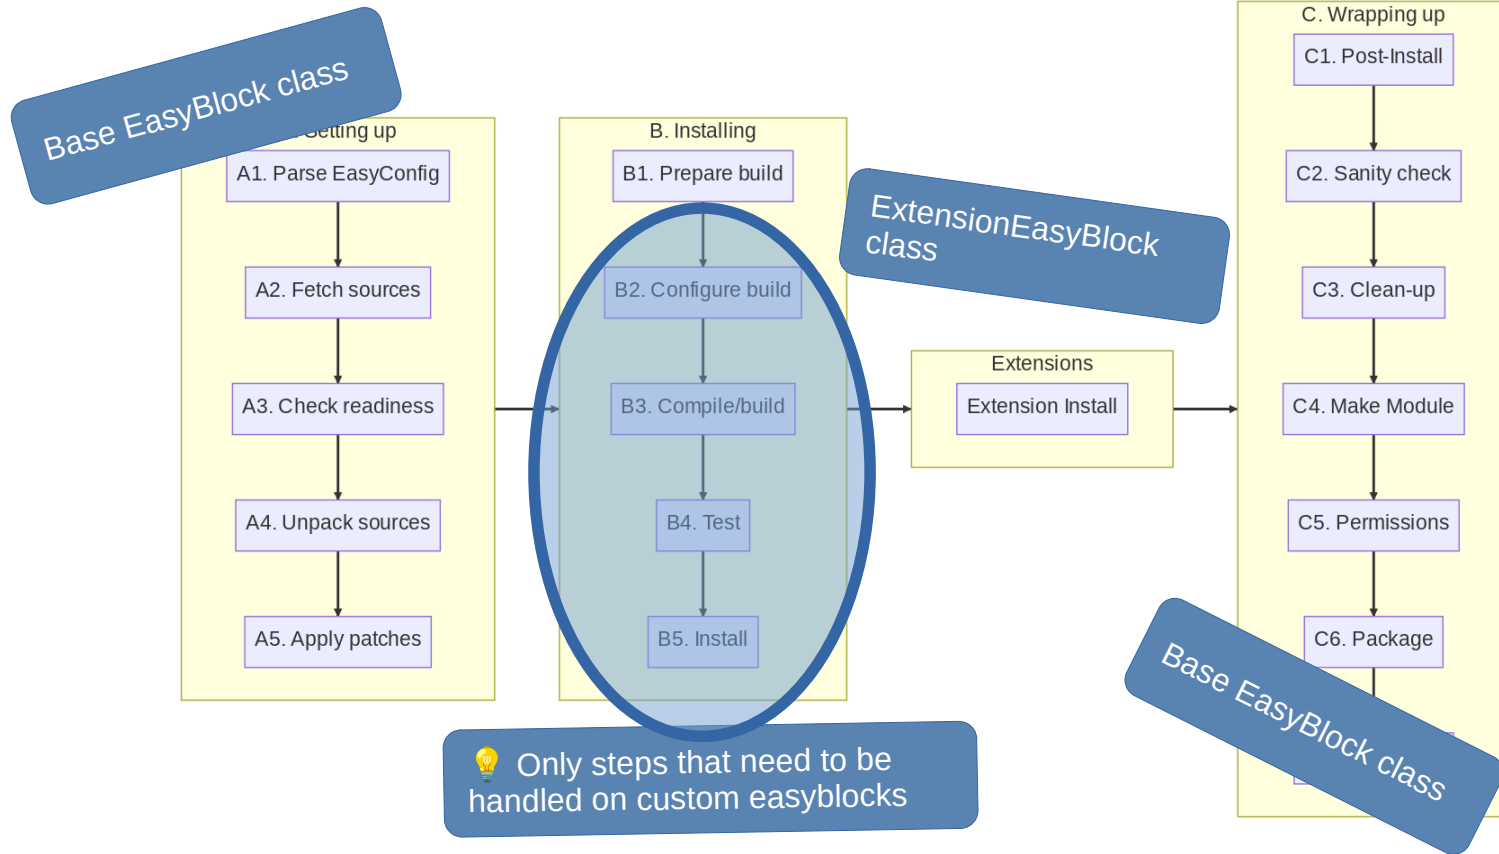 Base EasyBlock class
Setting up
A1. Parse EasyConfig
A2. Fetch sources
A3. Check readiness
A4. Unpack sources
A5. Apply patches
B. Installing
B1. Prepare build
B2. Configure build
B3. Compile/build
B4. Test
B5. Install
💡 Only steps that need to be
handled on custom easyblocks
ExtensionEasyBlock
class
Extensions
Extension Install
C. Wrapping up
C1. Post-Install
C2. Sanity check
C3. Clean-up
C4. Make Module
C5. Permissions
C6. Package
Base EasyBlock class